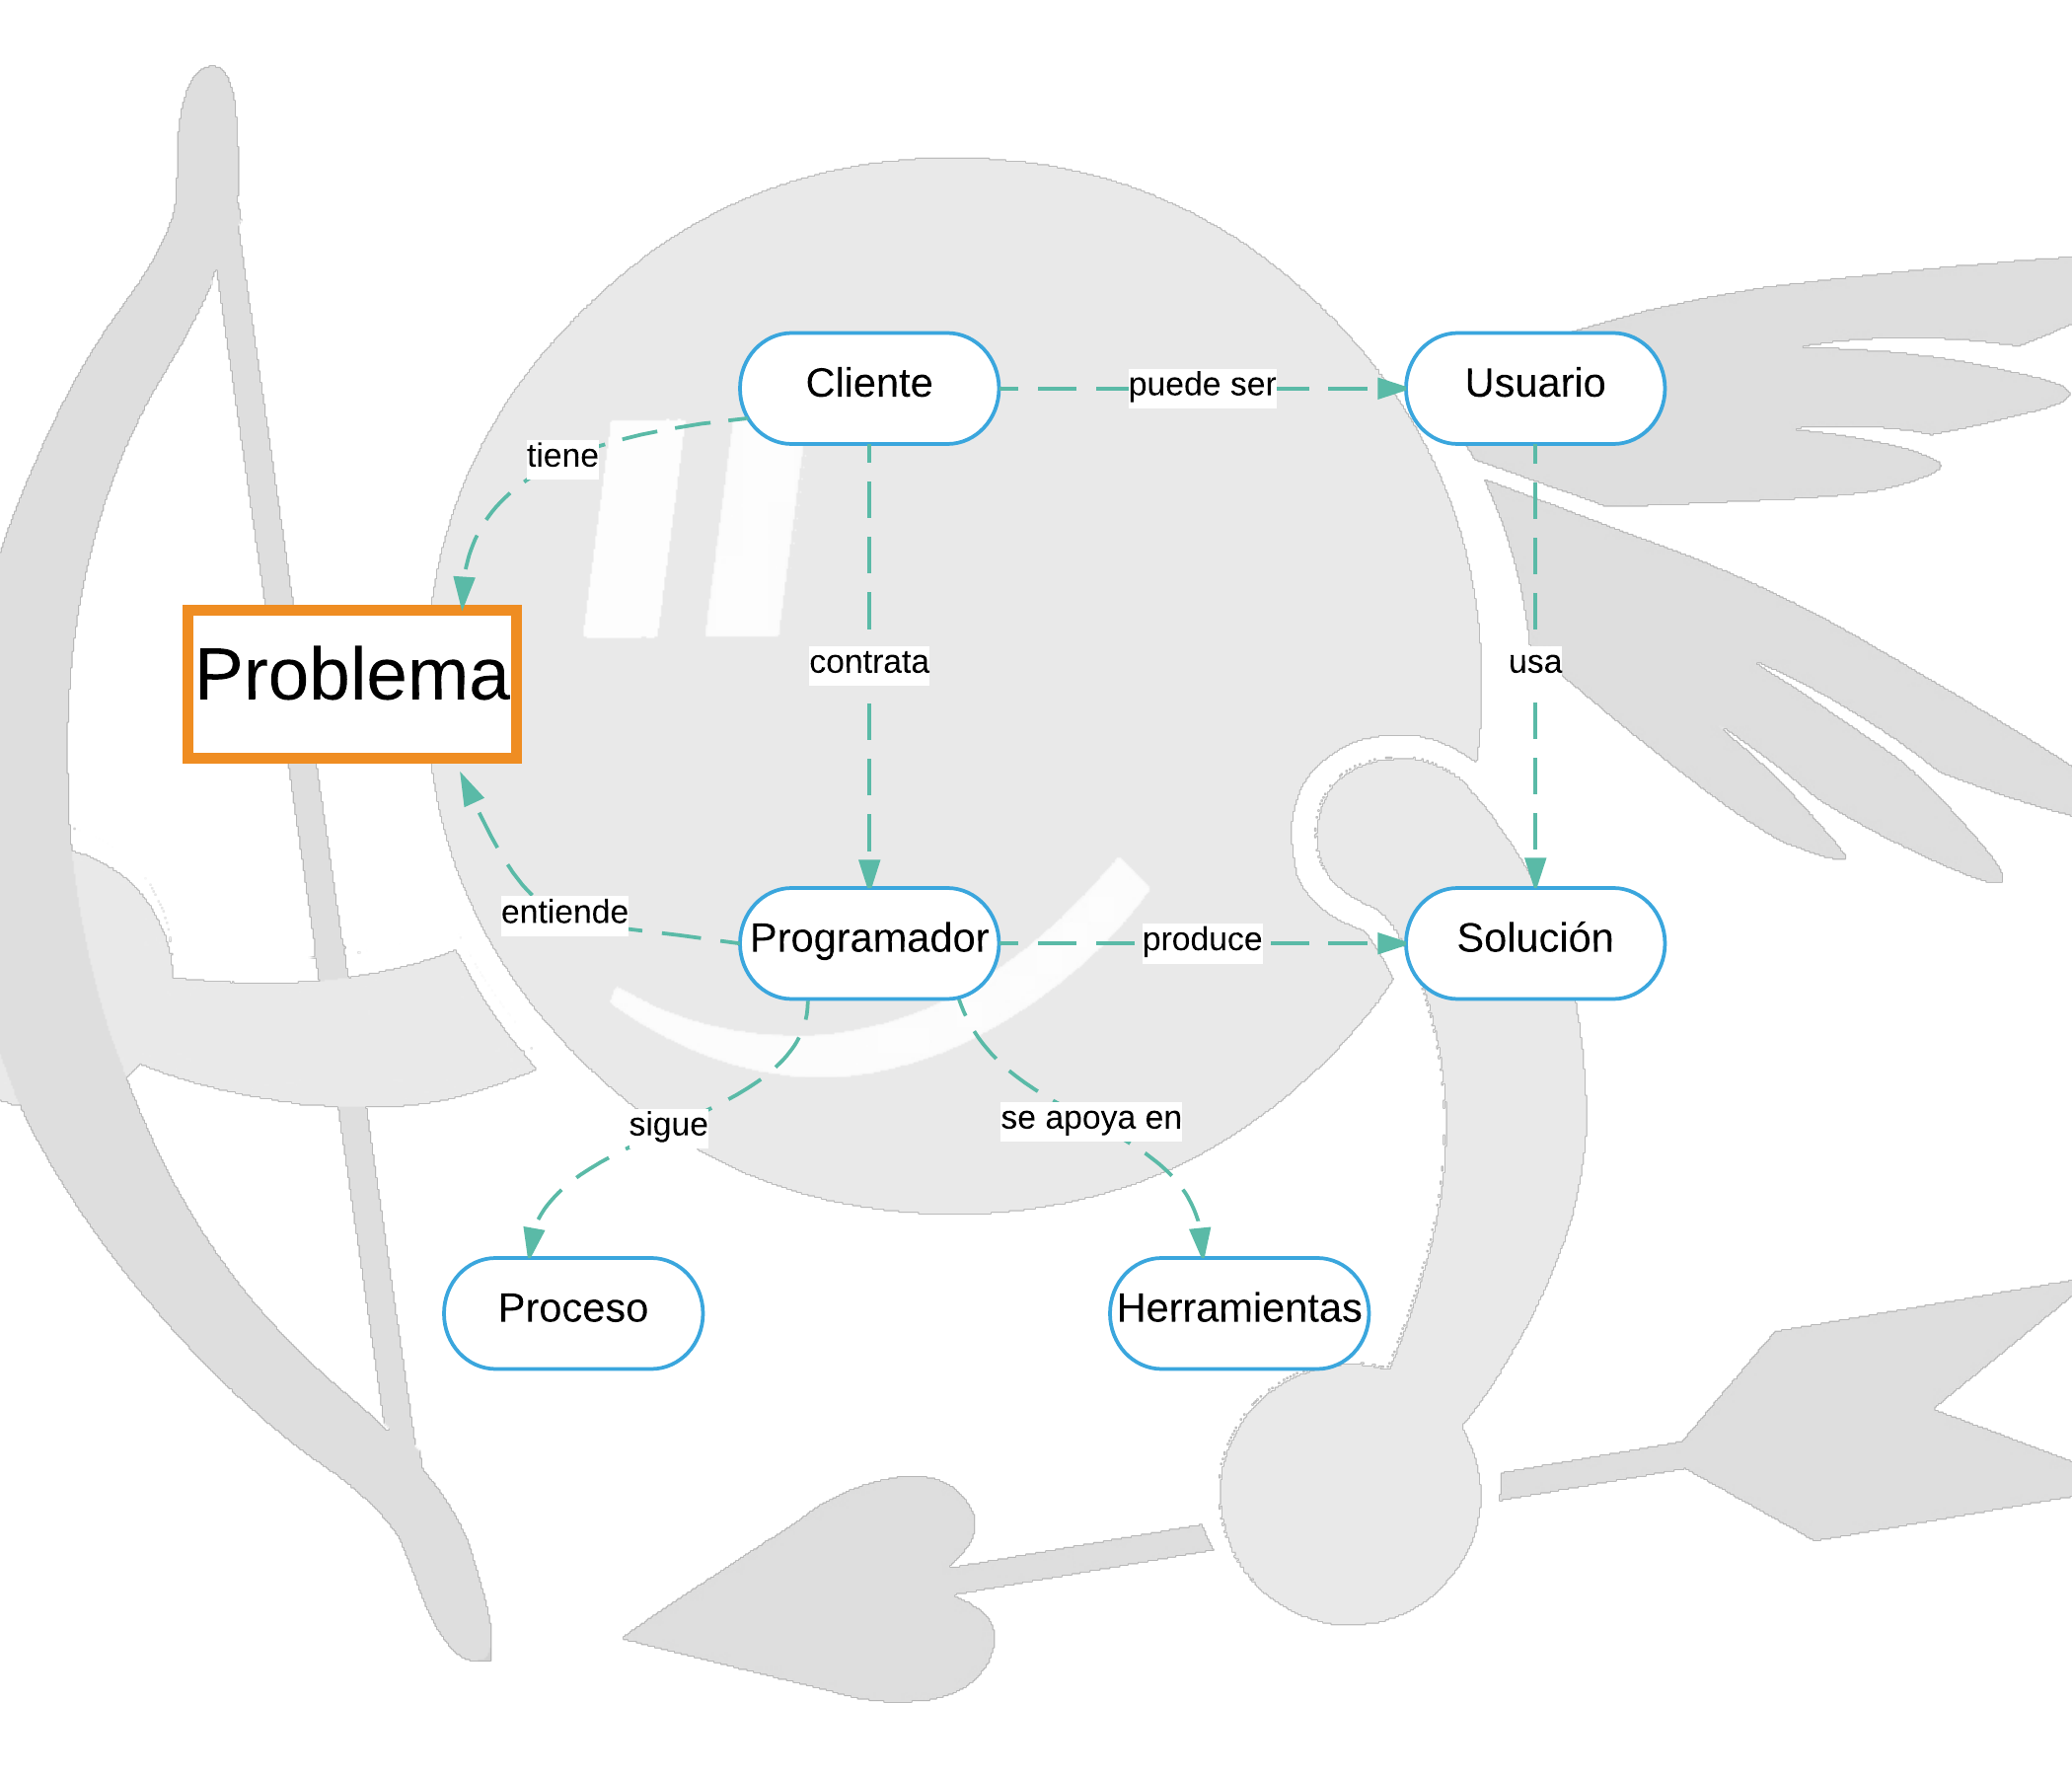 Cliente
puede ser
Usuario
tiene
contrata
usa
Problema
entiende
Programador
produce
Solución
sigue
se apoya en
Proceso
Herramientas